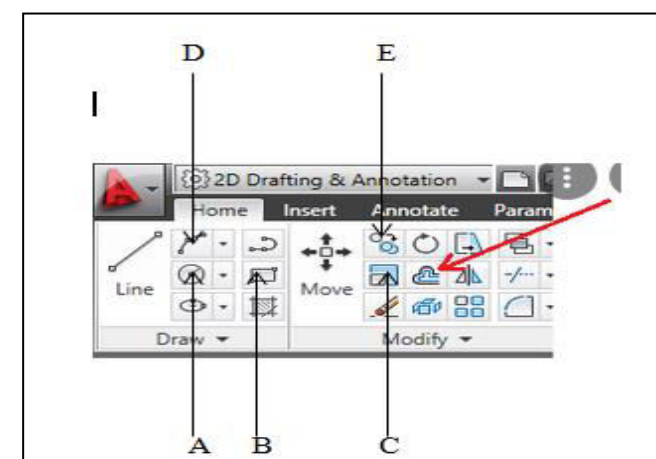 D E
2D Drafting & Annotation
Home Insert Annotate Param
Line Move
Draw Modify
A B C